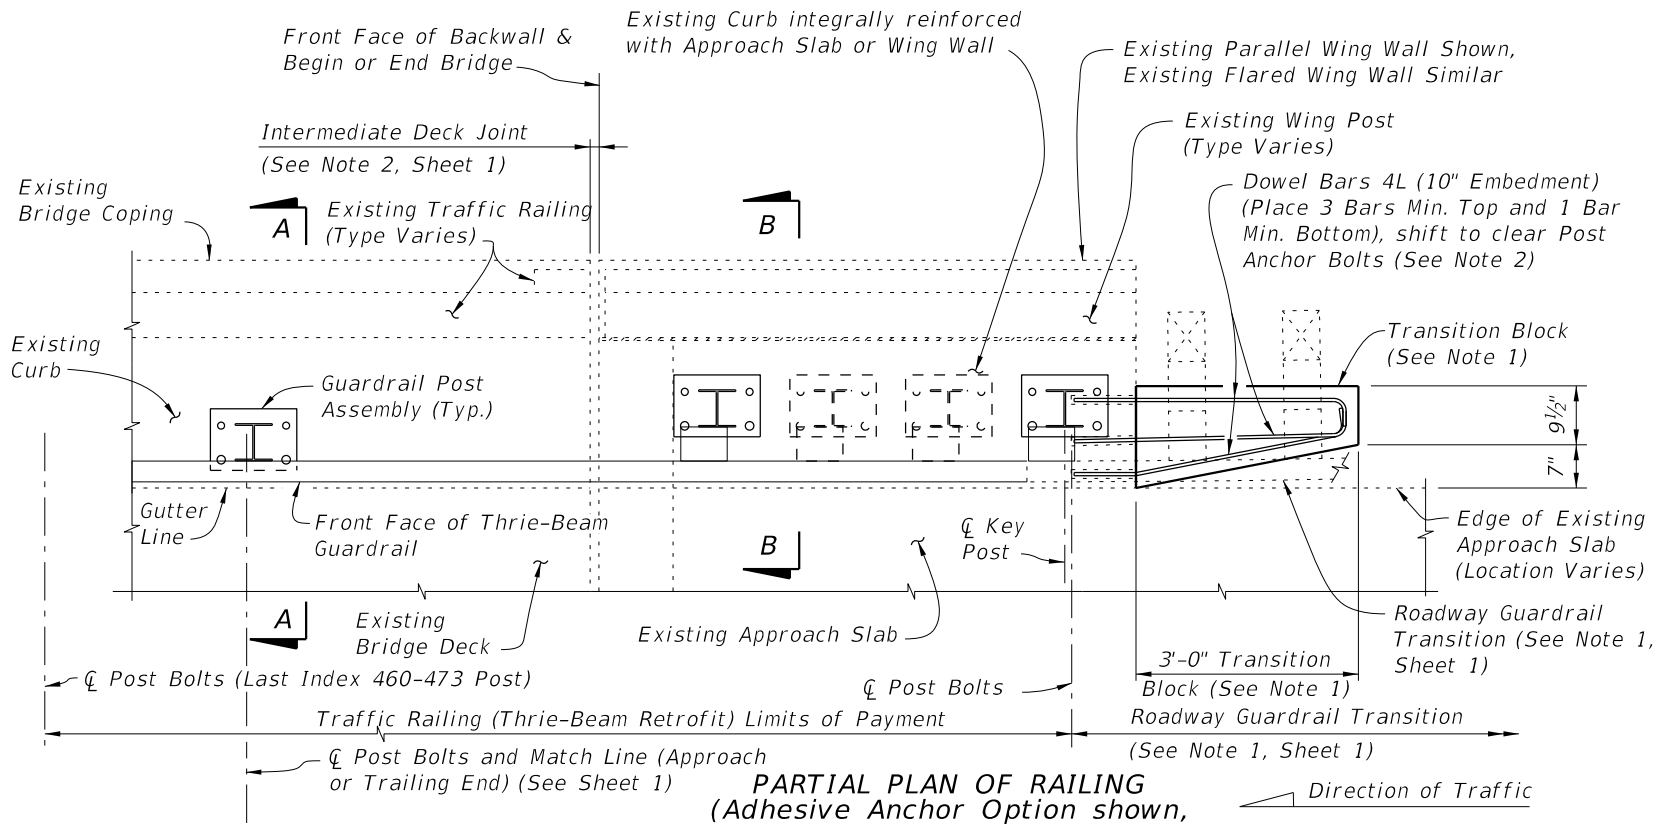 Front Face of Backwall &
Begin or End Bridge
Existing Curb integrally reinforced
with Approach Slab or Wing Wall
Existing Parallel Wing Wall Shown,
Existing Flared Wing Wall Similar
Intermediate Deck Joint
(See Note 2, Sheet 1)
Existing Wing Post
(Type Varies)
Existing
Bridge Coping
A
Existing Traffic Railing
(Type Varies)
B
Dowel Bars 4L (10" Embedment)
(Place 3 Bars Min. Top and 1 Bar
Min. Bottom), shift to clear Post
Anchor Bolts (See Note 2)
Existing
Curb
Guardrail Post
Assembly (Typ.)
Transition Block
(See Note 1)
9½"
7"
Gutter
Line
Front Face of Thrie-Beam
Guardrail
B
℄ Key
Post
Edge of Existing
Approach Slab
(Location Varies)
A
Existing
Bridge Deck
Existing Approach Slab
Roadway Guardrail
Transition (See Note 1,
Sheet 1)
3'-0" Transition
Block (See Note 1)
℄ Post Bolts (Last Index 460-473 Post)
℄ Post Bolts
Traffic Railing (Thrie-Beam Retrofit) Limits of Payment
Roadway Guardrail Transition
(See Note 1, Sheet 1)
℄ Post Bolts and Match Line (Approach
or Trailing End) (See Sheet 1)
PARTIAL PLAN OF RAILING
(Adhesive Anchor Option shown,
Direction of Traffic